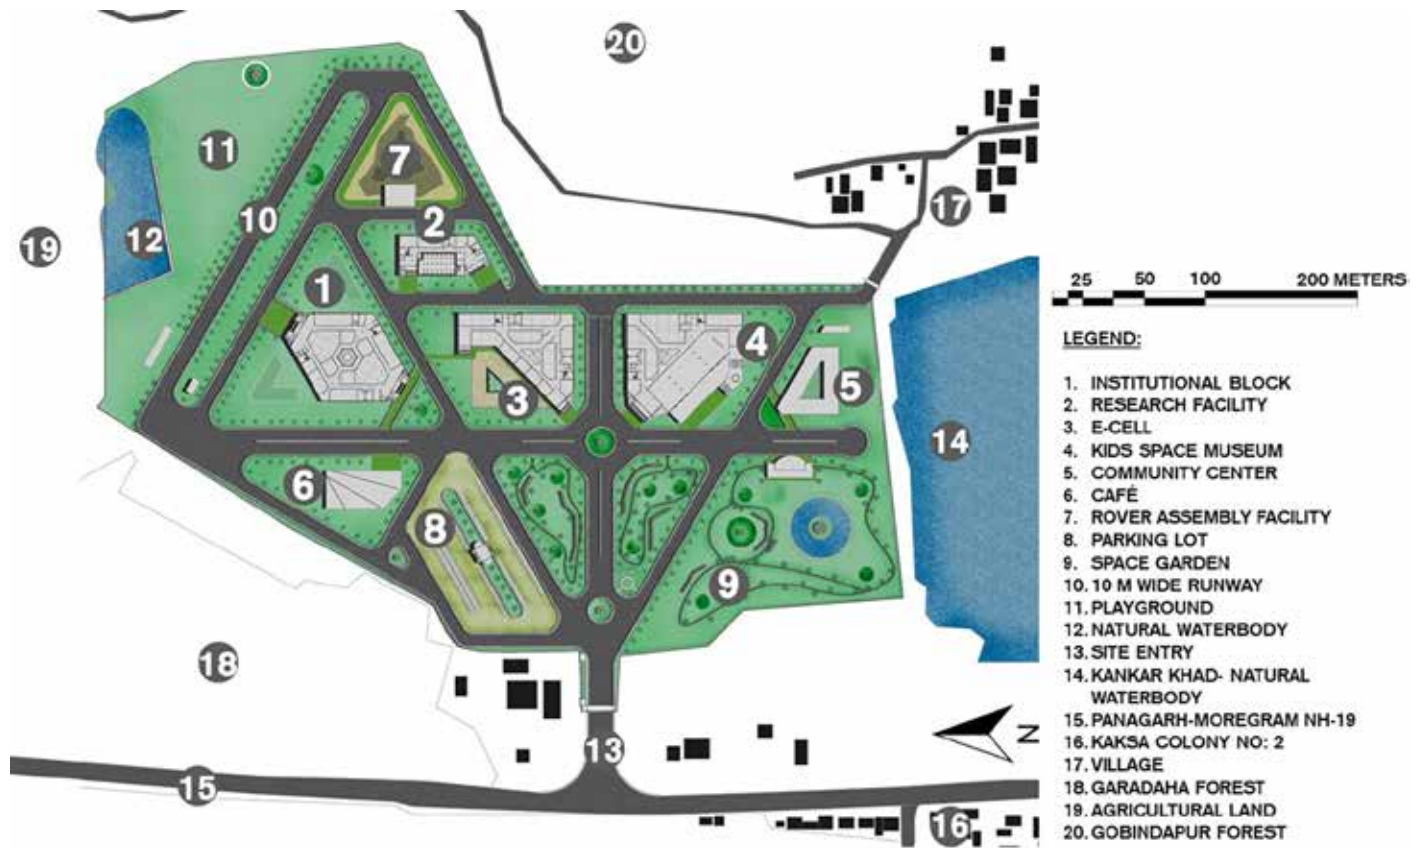 20
11
7
10
2
17
19
12
1
4
3
5
14
6
8
9
18
13
15
16
N
25 50 100 200 METERS
LEGEND:
1. INSTITUTIONAL BLOCK
2. RESEARCH FACILITY
3. E-CELL
4. KIDS SPACE MUSEUM
5. COMMUNITY CENTER
6. CAFÉ
7. ROVER ASSEMBLY FACILITY
8. PARKING LOT
9. SPACE GARDEN
10. 10 M WIDE RUNWAY
11. PLAYGROUND
12. NATURAL WATERBODY
13. SITE ENTRY
14. KANKAR KHAD- NATURAL
WATERBODY
15. PANAGARH-MOREGRAM NH-19
16. KAKSA COLONY NO: 2
17. VILLAGE
18. GARADAHA FOREST
19. AGRICULTURAL LAND
20. GOBINDAPUR FOREST